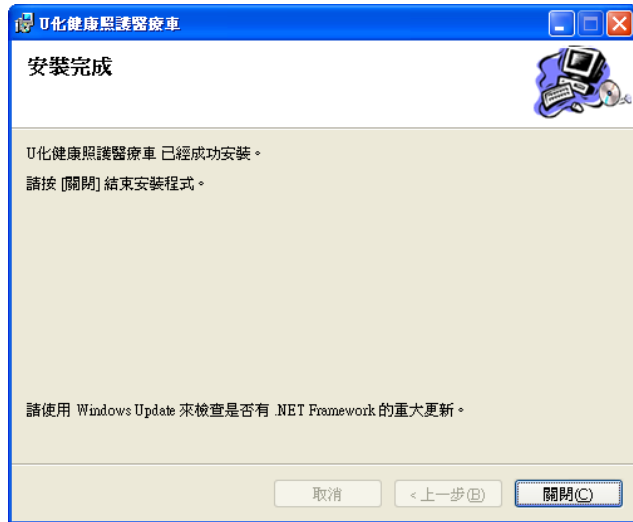 U化健康照護醫療車
安裝完成
U化健康照護醫療車 已經成功安裝。
請按 [關閉] 結束安裝程式。
請使用 Windows Update 來檢查是否有 .NET Framework 的重大更新。
取消
< 上一步(B)
關閉(C)